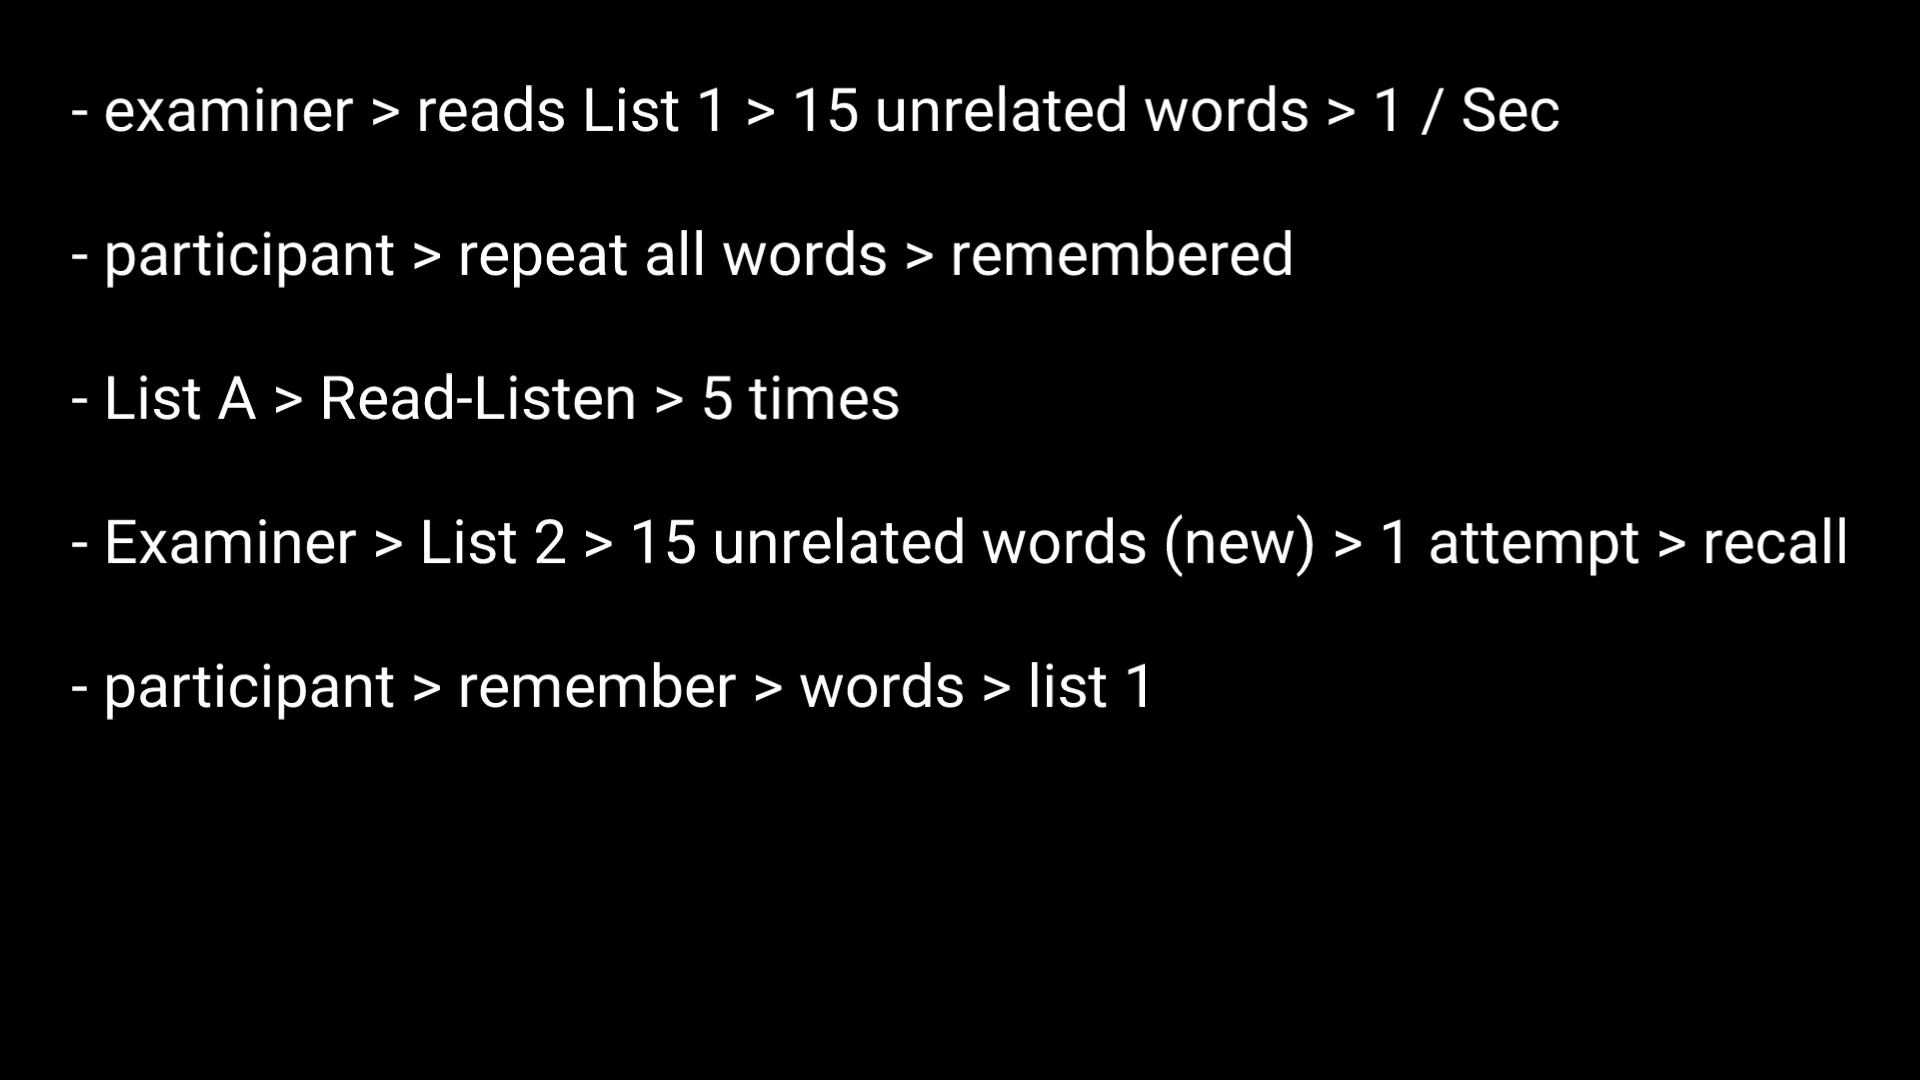 - examiner > reads List 1 > 15 unrelated words > 1 / Sec
- participant > repeat all words > remembered
- List A > Read-Listen > 5 times
- Examiner > List 2 > 15 unrelated words (new) > 1 attempt > recall
- participant > remember > words > list 1